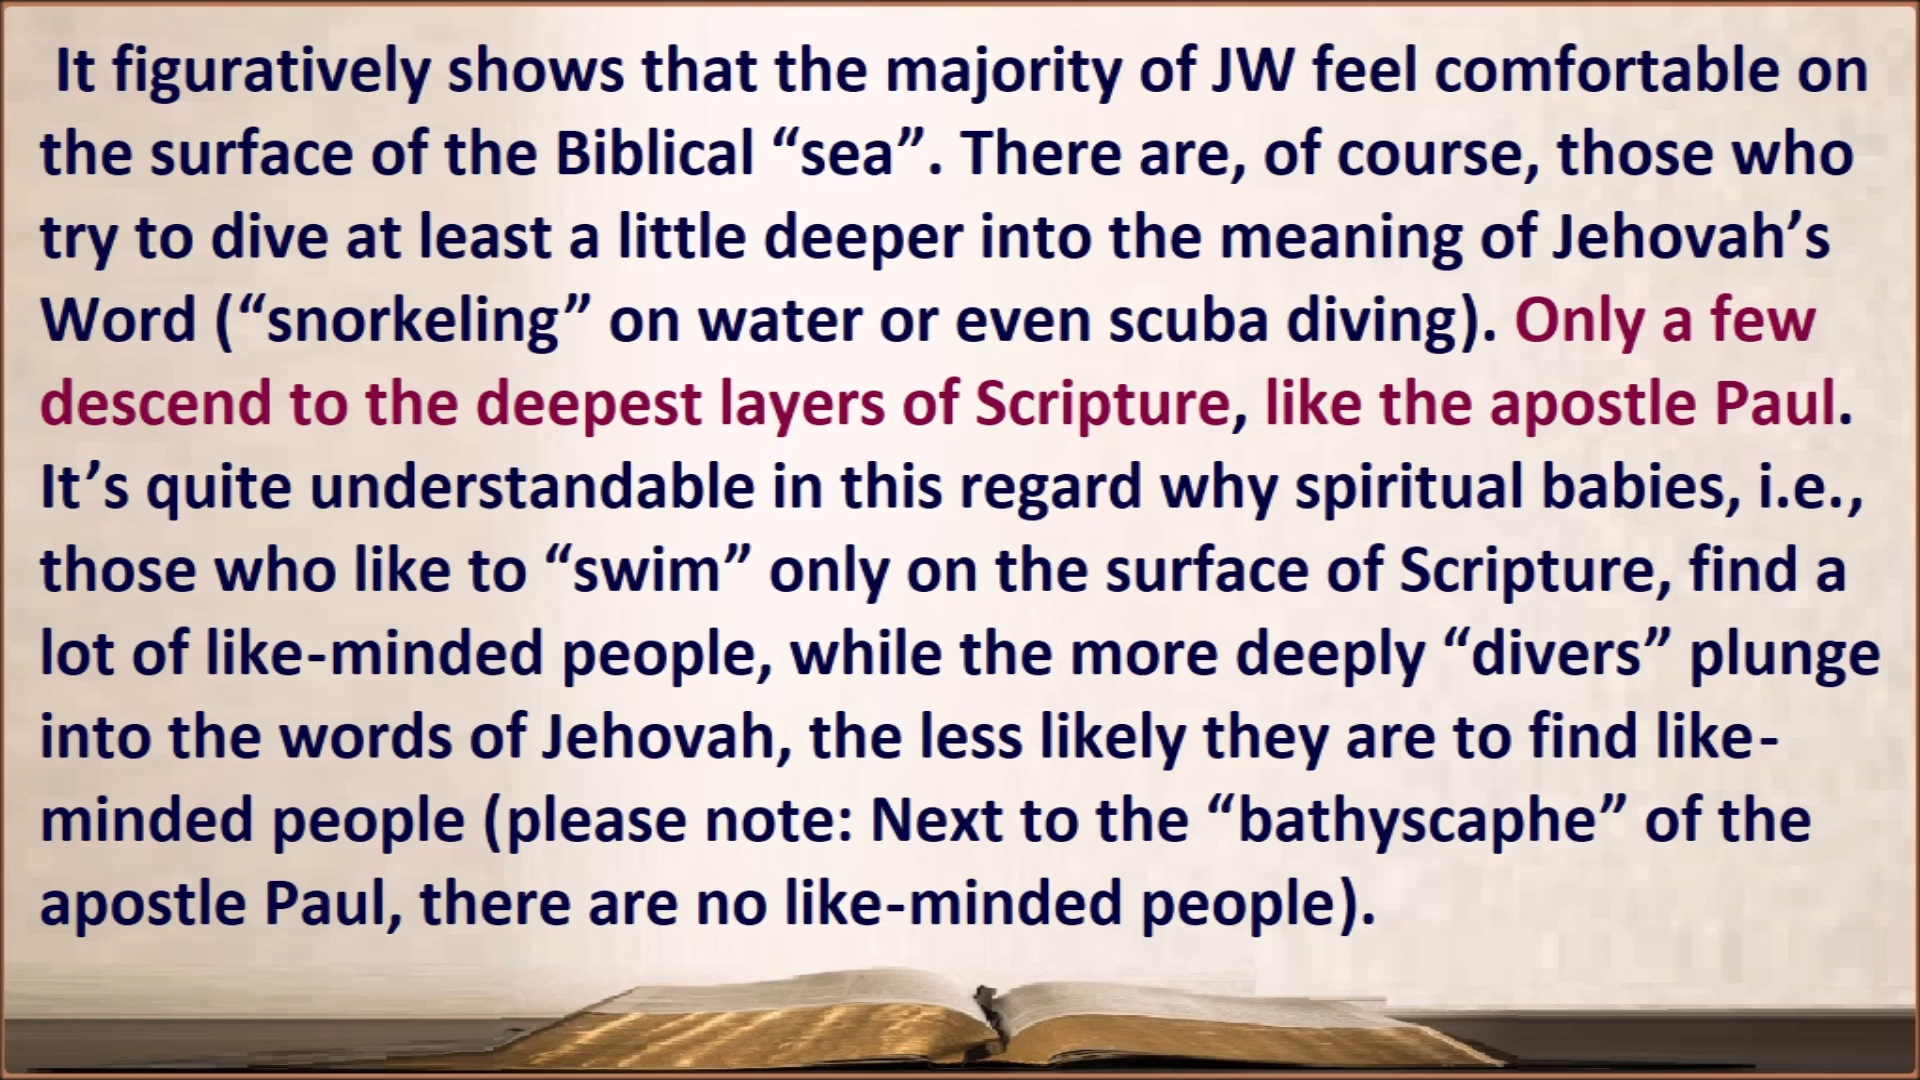 It figuratively shows that the majority of JW feel comfortable on
the surface of the Biblical “sea”. There are, of course, those who
try to dive at least a little deeper into the meaning of Jehovah’s
Word (“snorkeling” on water or even scuba diving). Only a few
descend to the deepest layers of Scripture, like the apostle Paul.
It’s quite understandable in this regard why spiritual babies, i.e.,
those who like to “swim” only on the surface of Scripture, find a
lot of like-minded people, while the more deeply “divers” plunge
into the words of Jehovah, the less likely they are to find like-
minded people (please note: Next to the “bathyscaphe” of the
apostle Paul, there are no like-minded people).